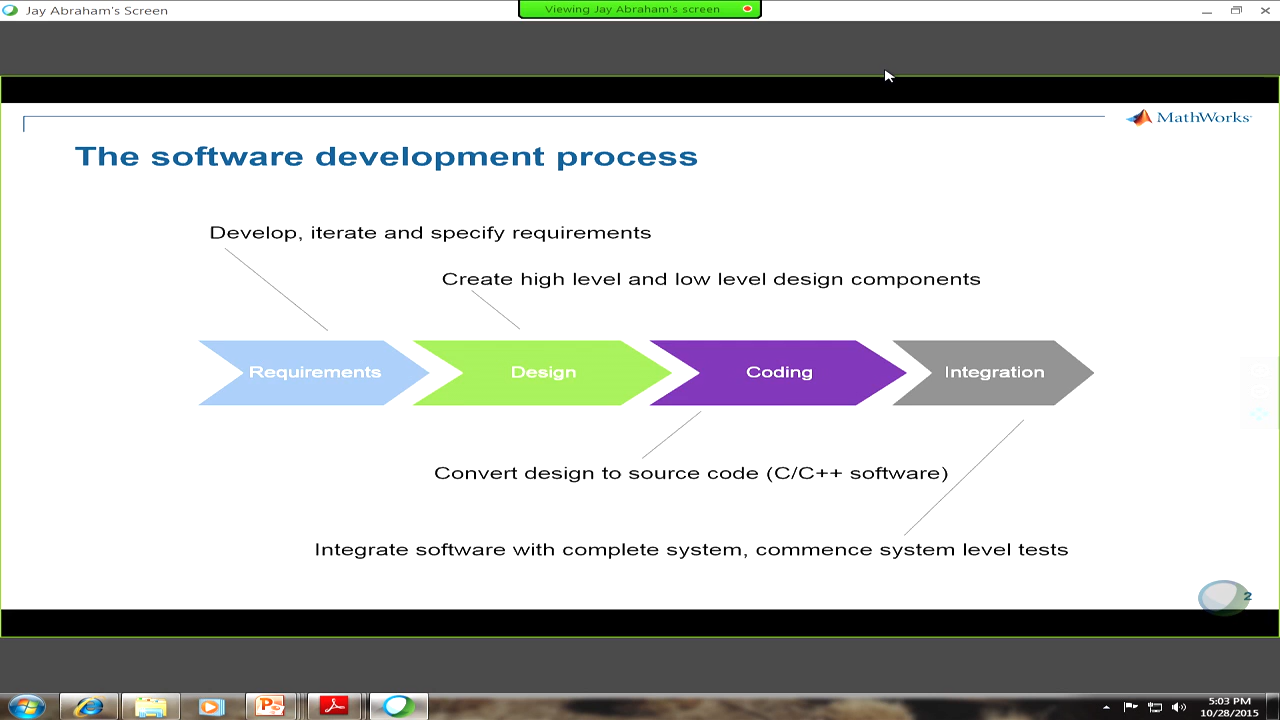 Jay Abraham's Screen
Viewing Jay Abraham's screen
MathWorks
The software development process
Develop, iterate and specify requirements
Create high level and low level design components
Requirements
Design
Coding
Integration
Convert design to source code (C/C++ software)
Integrate software with complete system, commence system level tests
2
5:03 PM
10/28/2015